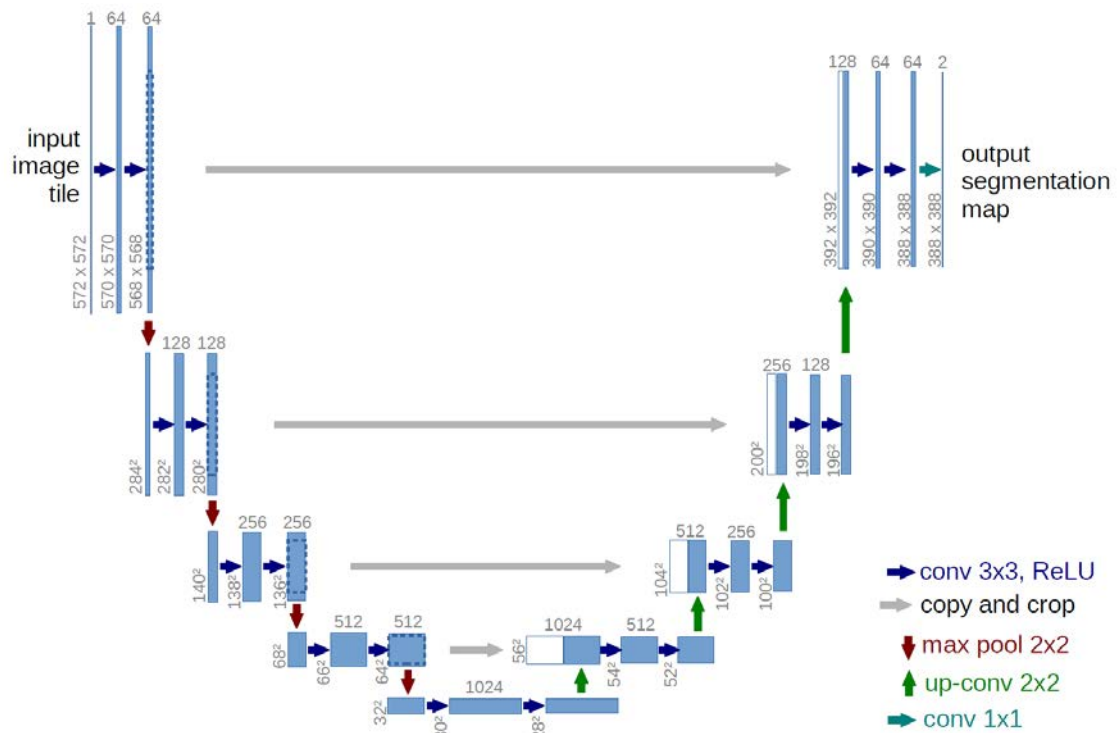 1
64
64
input
image
tile
572 x 572
570 x 570
568 x 568
128
64
64
2
output
segmentation
map
392 x 392
390 x 390
388 x 388
388 x 388
128
128
284²
282²
280²
256
128
200²
198²
196²
256
256
140²
138²
136²
512
256
104²
102²
100²
512
512
68²
66²
64²
1024
512
56²
54²
52²
1024
32²
conv 3x3, ReLU
copy and crop
max pool 2x2
up-conv 2x2
conv 1x1